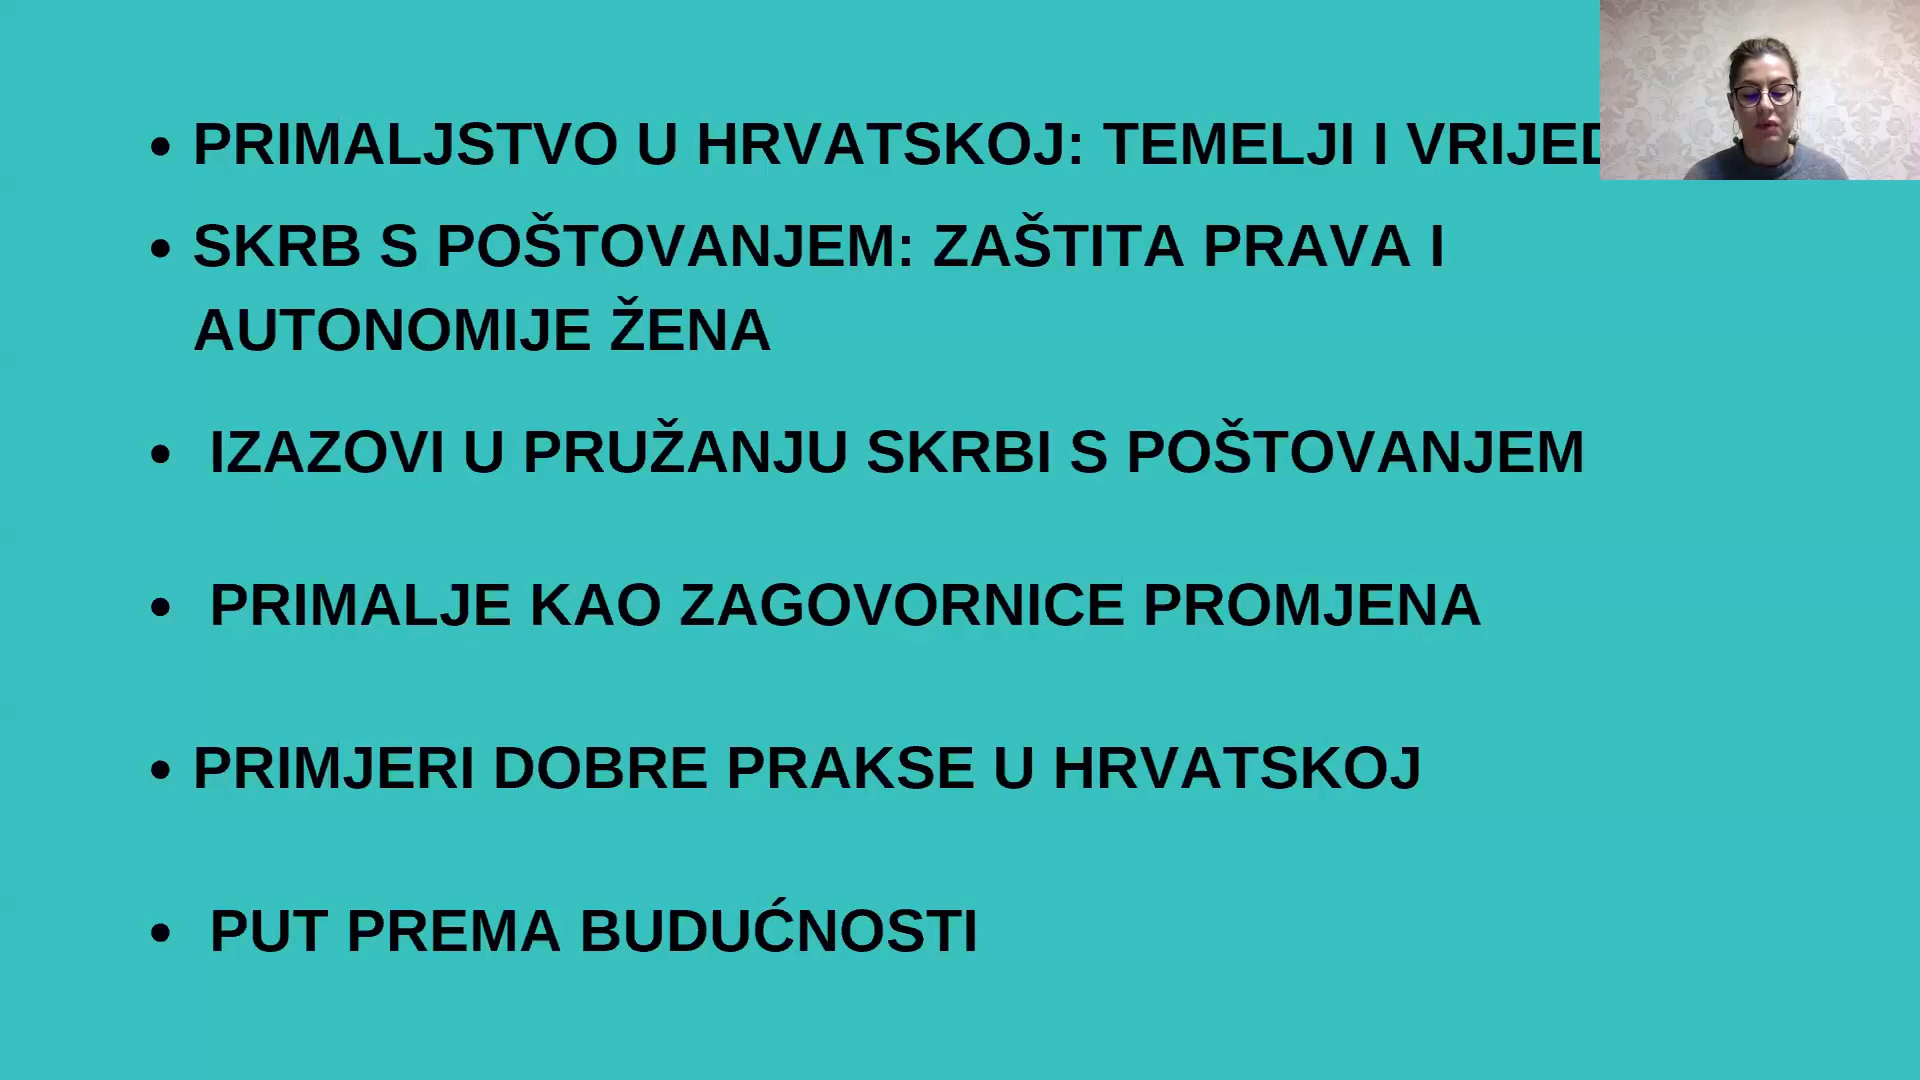 • PRIMALJSTVO U HRVATSKOJ: TEMELJI I
• SKRB S POŠTOVANJEM: ZAŠTITA PRAVA I
AUTONOMIJE ŽENA
• IZAZOVI U PRUŽANJU SKRBI S POŠTOVANJEM
• PRIMALJE KAO ZAGOVORNICE PROMJENA
• PRIMJERI DOBRE PRAKSE U HRVATSKOJ
• PUT PREMA BUDUĆNOSTI